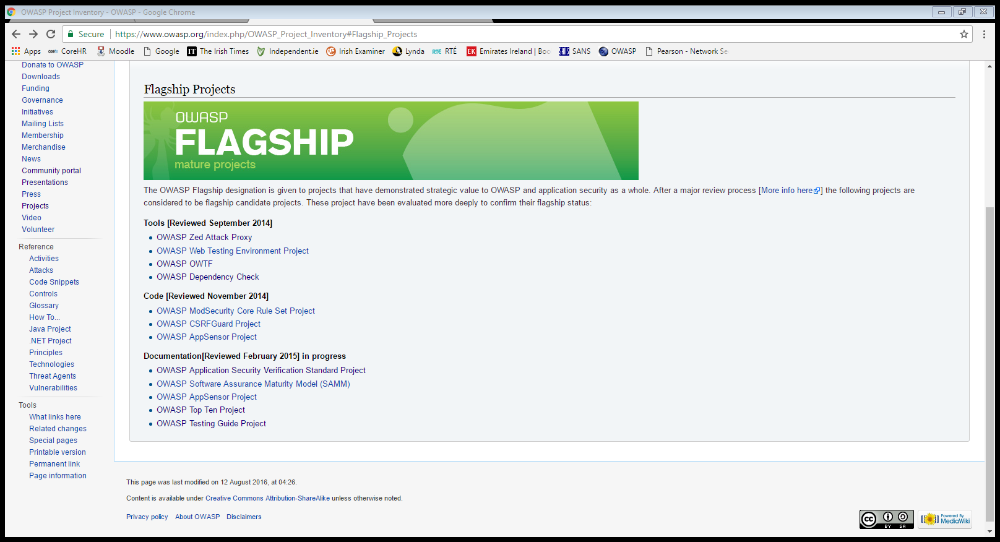 OWASP Project Inventory - OWASP - Google Chrome
Secure https://www.owasp.org/index.php/OWASP_Project_Inventory#Flagship_Projects
Apps CoreHR Moodle Google The Irish Times Independent.ie Irish Examiner Lynda RTÉ Emirates Ireland | Boo SANS OWASP Pearson - Network Se
Donate to OWASP
Downloads
Funding
Governance
Initiatives
Mailing Lists
Membership
Merchandise
News
Community portal
Presentations
Press
Projects
Video
Volunteer
Reference
Activities
Attacks
Code Snippets
Controls
Glossary
How To...
Java Project
.NET Project
Principles
Technologies
Threat Agents
Vulnerabilities
Tools
What links here
Related changes
Special pages
Printable version
Permanent link
Page information
Flagship Projects
OWASP
FLAGSHIP
mature projects
The OWASP Flagship designation is given to projects that have demonstrated strategic value to OWASP and application security as a whole. After a major review process [More info here] the following projects are
considered to be flagship candidate projects. These project have been evaluated more deeply to confirm their flagship status:
Tools [Reviewed September 2014]
OWASP Zed Attack Proxy
OWASP Web Testing Environment Project
OWASP OWTF
OWASP Dependency Check
Code [Reviewed November 2014]
OWASP ModSecurity Core Rule Set Project
OWASP CSRFGuard Project
OWASP AppSensor Project
Documentation[Reviewed February 2015] in progress
OWASP Application Security Verification Standard Project
OWASP Software Assurance Maturity Model (SAMM)
OWASP AppSensor Project
OWASP Top Ten Project
OWASP Testing Guide Project
This page was last modified on 12 August 2016, at 04:26.
Content is available under Creative Commons Attribution-ShareAlike unless otherwise noted.
Privacy policy About OWASP Disclaimers
CC BY SA
Powered By
MediaWiki